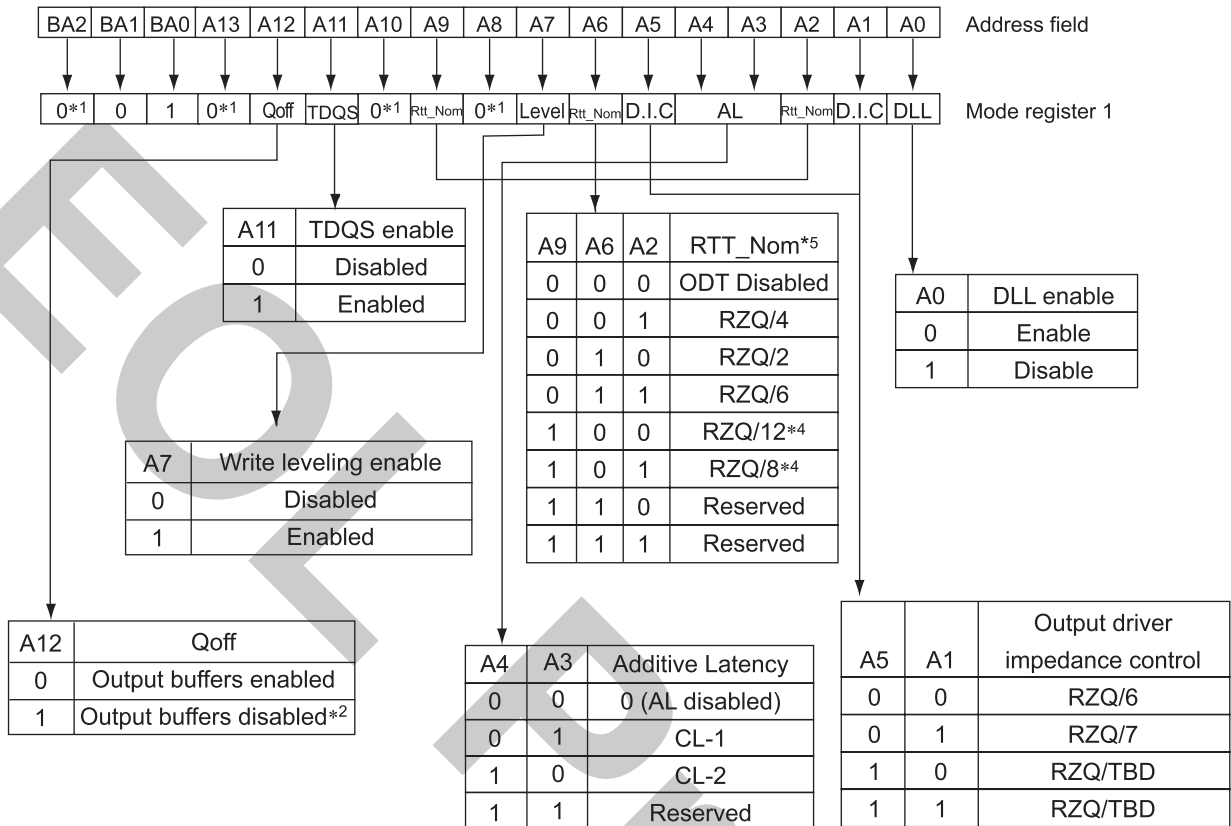 BA2 BA1 BA0 A13 A12 A11 A10 A9 A8 A7 A6 A5 A4 A3 A2 A1 A0 Address field
0*1 0 1 0*1 Qoff TDQS 0*1 Rtt_Nom 0*1 Level Rtt_Nom D.I.C AL Rtt_Nom D.I.C DLL Mode register 1
A11 TDQS enable
0 Disabled
1 Enabled
A9 A6 A2 RTT_Nom*5
0 0 0 ODT Disabled
0 0 1 RZQ/4
0 1 0 RZQ/2
0 1 1 RZQ/6
1 0 0 RZQ/12*4
1 0 1 RZQ/8*4
1 1 0 Reserved
1 1 1 Reserved
A0 DLL enable
0 Enable
1 Disable
A7 Write leveling enable
0 Disabled
1 Enabled
A12 Qoff
0 Output buffers enabled
1 Output buffers disabled*2
A4 A3 Additive Latency
0 0 0 (AL disabled)
0 1 CL-1
1 0 CL-2
1 1 Reserved
Output driver
A5 A1 impedance control
0 0 RZQ/6
0 1 RZQ/7
1 0 RZQ/TBD
1 1 RZQ/TBD
EOL P